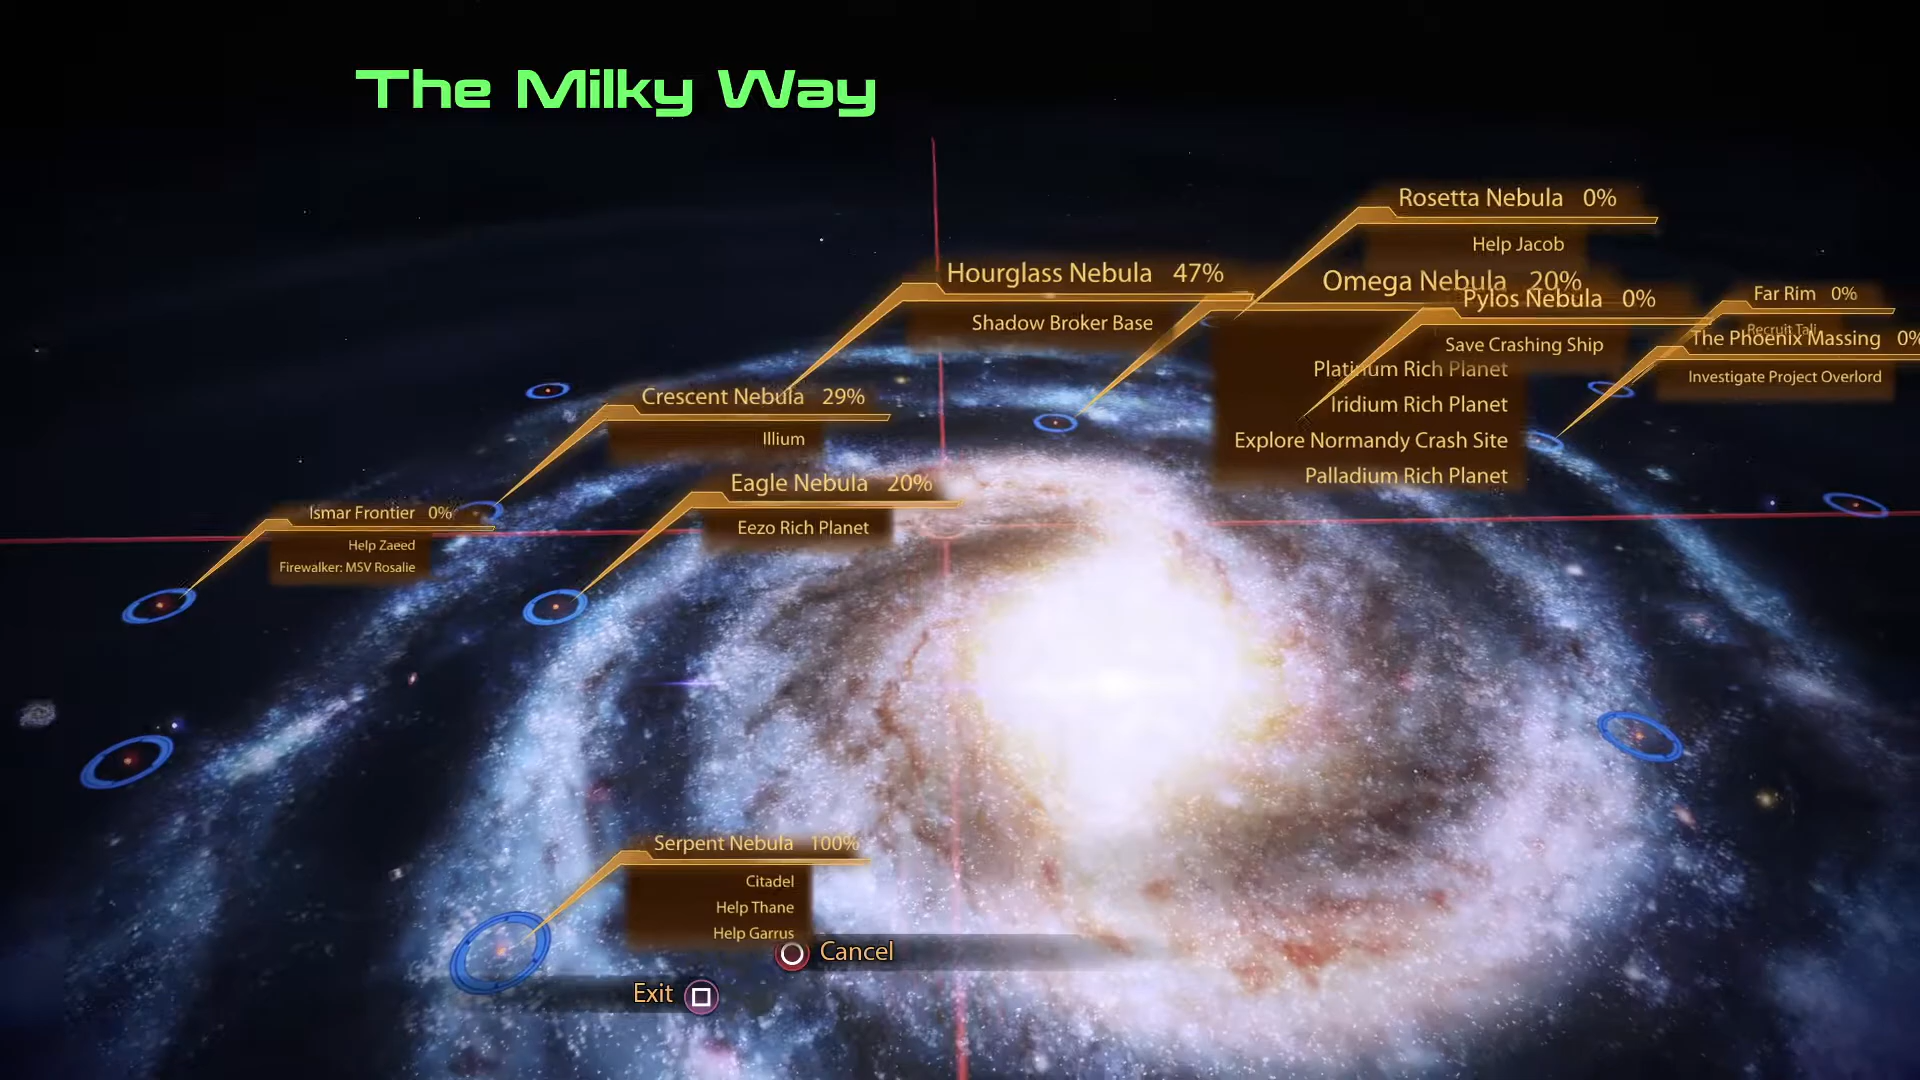 The Milky Way
Rosetta Nebula 0%
Help Jacob
Hourglass Nebula 47%
Shadow Broker Base
Omega Nebula 20%
Platinum Rich Planet
Iridium Rich Planet
Explore Normandy Crash Site
Palladium Rich Planet
Pylos Nebula 0%
Save Crashing Ship
Far Rim 0%
Recruit Tali
The Phoenix Massing 0%
Investigate Project Overlord
Crescent Nebula 29%
Illium
Eagle Nebula 20%
Eezo Rich Planet
Ismar Frontier 0%
Help Zaeed
Firewalker: MSV Rosalie
Serpent Nebula 100%
Citadel
Help Thane
Help Garrus
Cancel
Exit